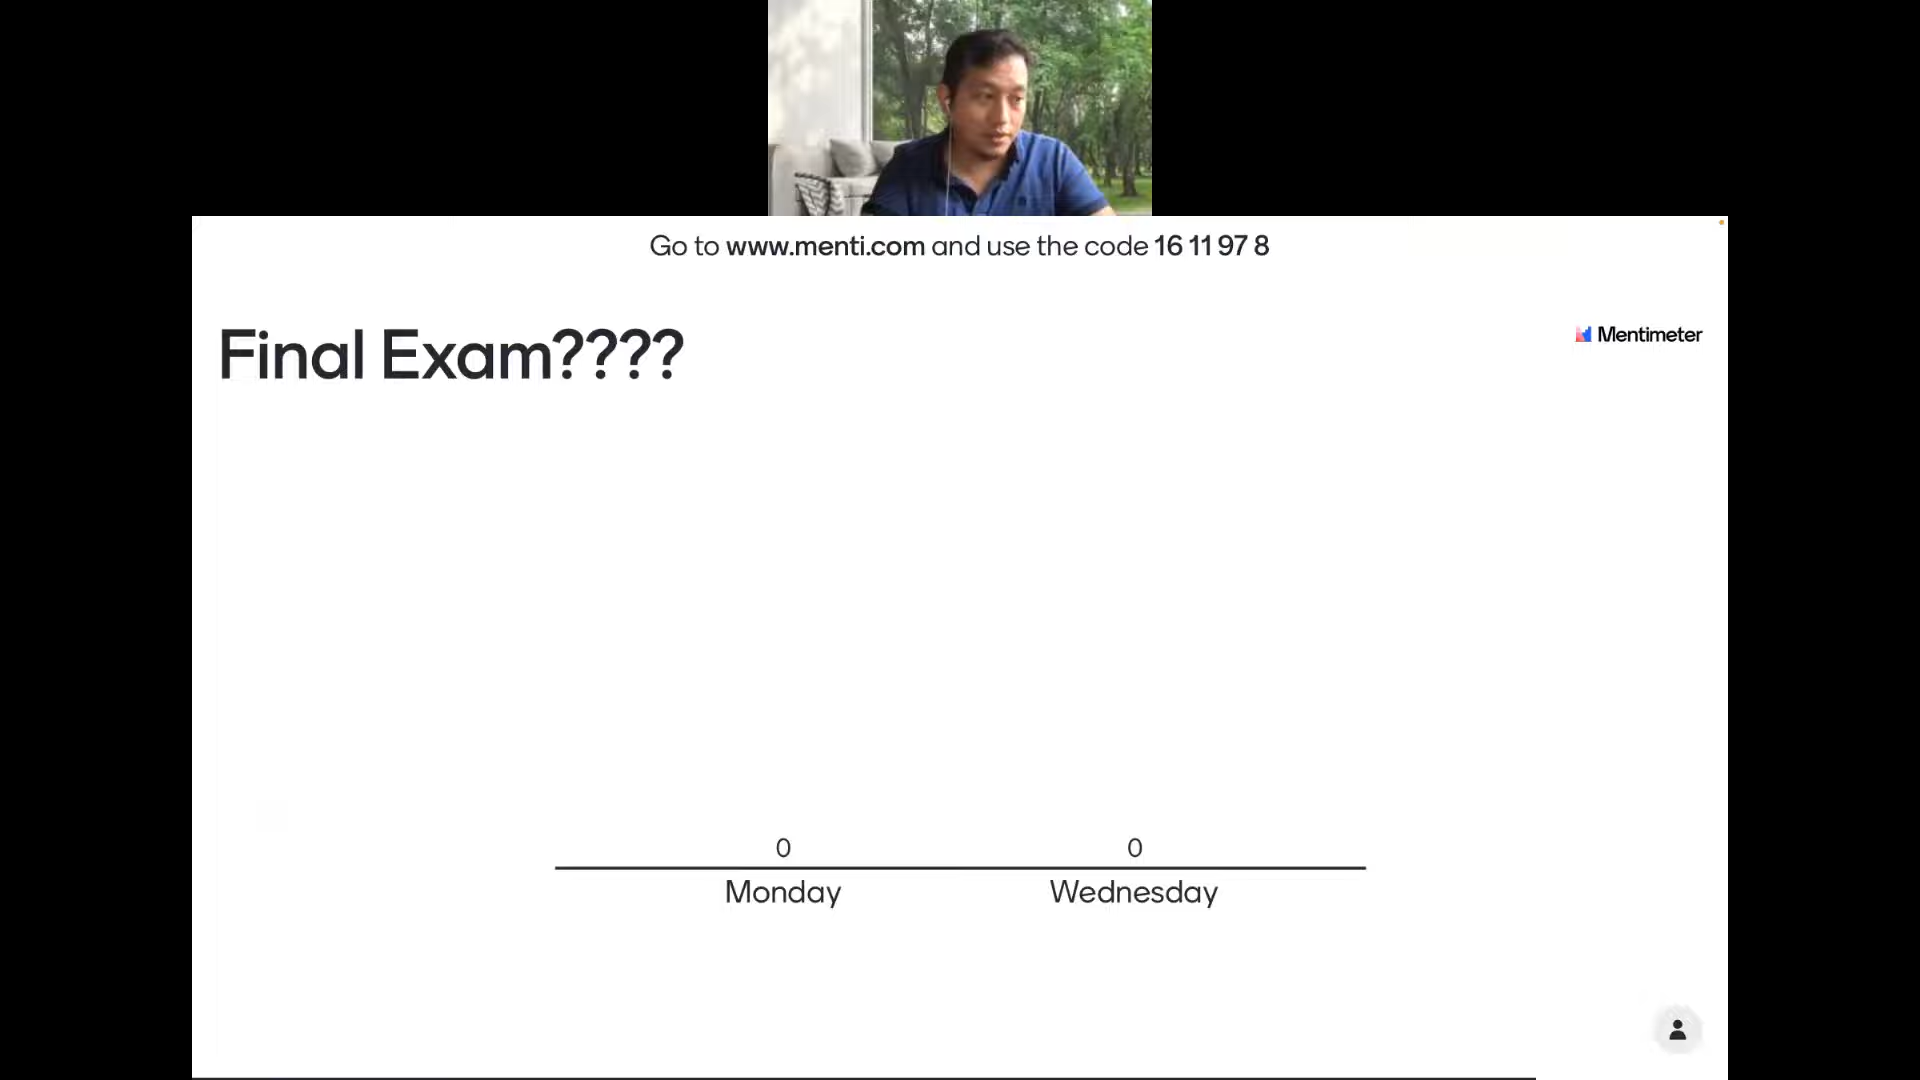 Go to www.menti.com and use the code 16 11 97 8
Final Exam????
Mentimeter
0 0
Monday Wednesday